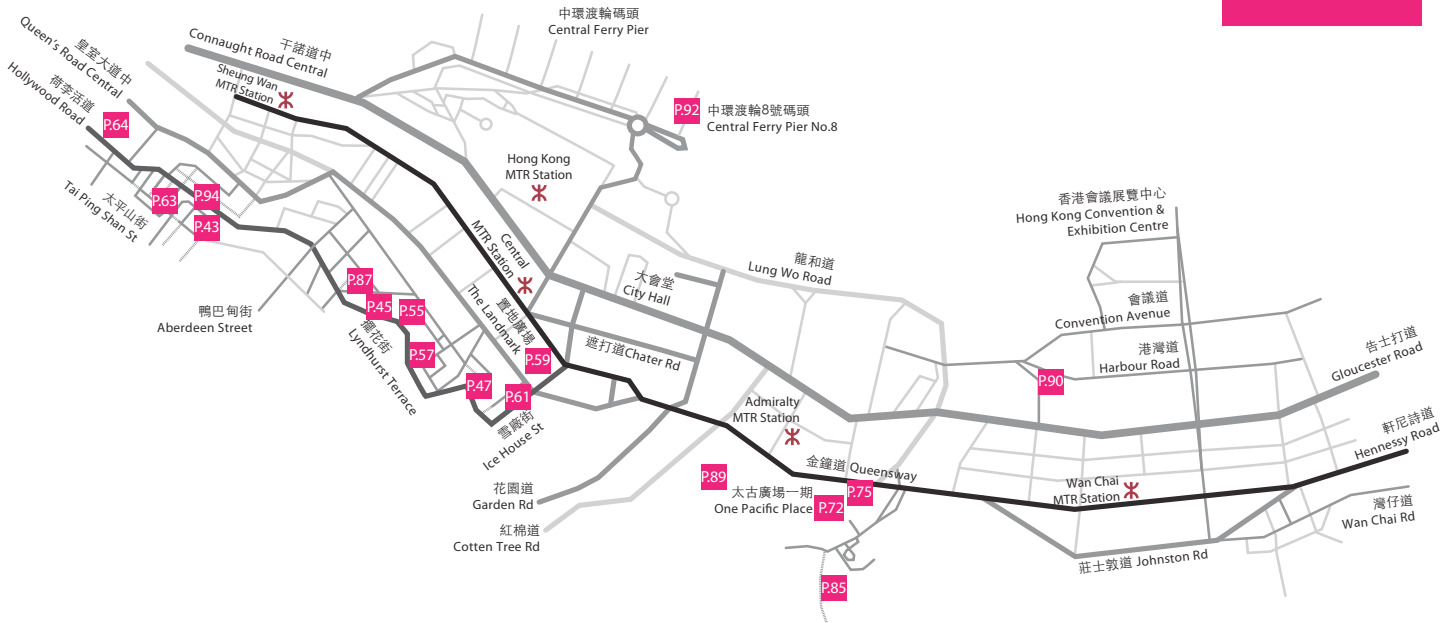 中環渡輪碼頭
Central Ferry Pier
干諾道中
Connaught Road Central
皇室大道中
Queen's Road Central
荷李活道
Hollywood Road
Sheung Wan
MTR Station
P.64
P.92
中環渡輪8號碼頭
Central Ferry Pier No.8
Hong Kong
MTR Station
太平山街
Tai Ping Shan St
P.63
P.94
P.43
香港會議展覽中心
Hong Kong Convention &
Exhibition Centre
Central
MTR Station
龍和道
Lung Wo Road
大會堂
City Hall
鴨巴甸街
Aberdeen Street
P.87
P.45
P.55
擺花街
Lyndhurst Terrace
P.57
置地廣場
The Landmark
P.59
遮打道Chater Rd
會議道
Convention Avenue
港灣道
Harbour Road
告士打道
Gloucester Road
P.47
P.61
雪廠街
Ice House St
P.90
Admiralty
MTR Station
軒尼詩道
Hennessy Road
金鐘道 Queensway
P.89
P.75
太古廣場一期
One Pacific Place
P.72
Wan Chai
MTR Station
花園道
Garden Rd
紅棉道
Cotten Tree Rd
灣仔道
Wan Chai Rd
莊士敦道 Johnston Rd
P.85